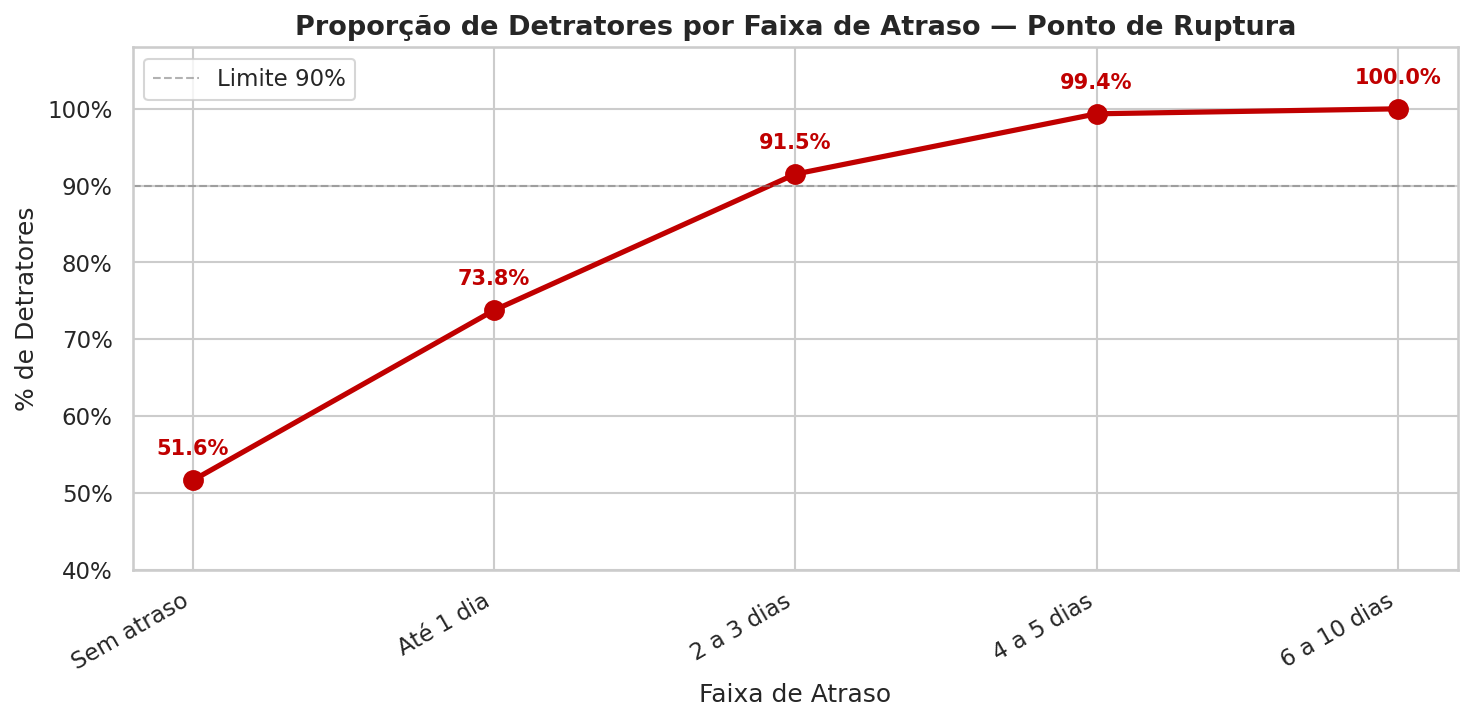 Proporção de Detratores por Faixa de Atraso — Ponto de Ruptura
Limite 90%
% de Detratores
100%
90%
80%
70%
60%
50%
40%
51.6%
73.8%
91.5%
99.4%
100.0%
Sem atraso
Até 1 dia
2 a 3 dias
4 a 5 dias
6 a 10 dias
Faixa de Atraso